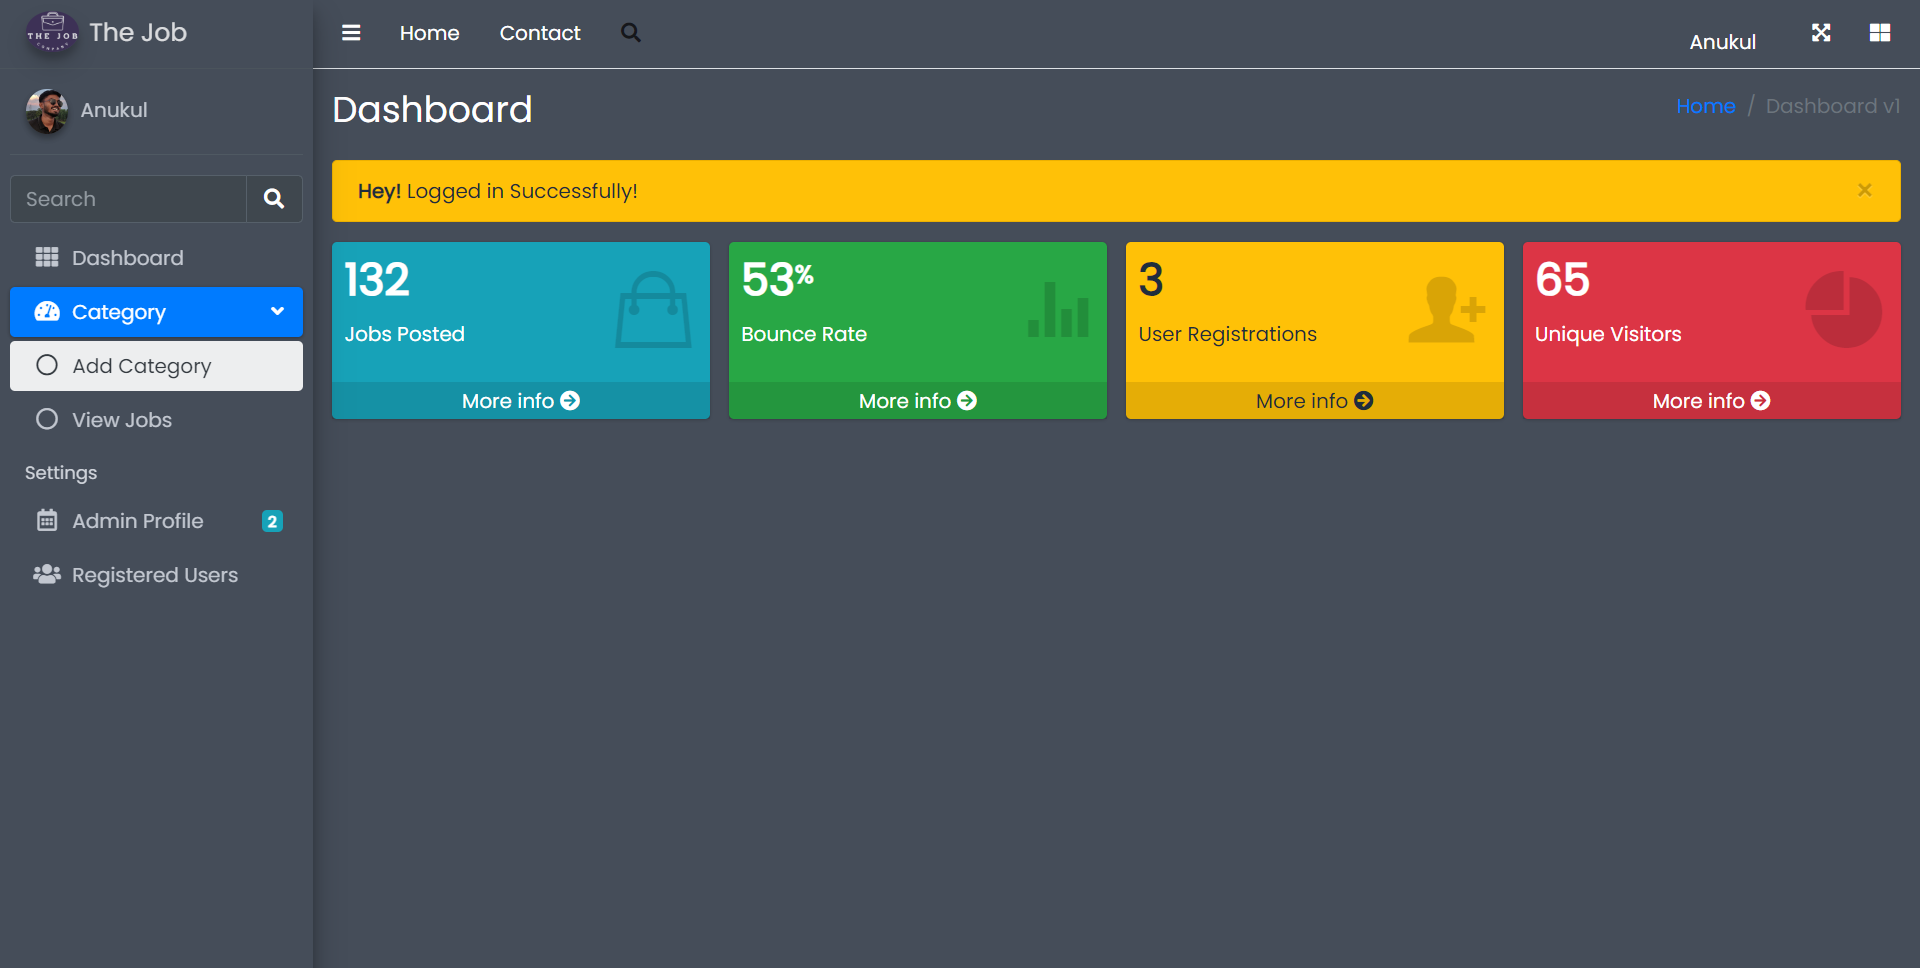 THE JOB
COMPANY
The Job
Home
Contact
Anukul
Anukul
Search
Dashboard
Category
Add Category
View Jobs
Settings
Admin Profile 2
Registered Users
Dashboard
Home / Dashboard v1
Hey! Logged in Successfully! ×
132
Jobs Posted
More info
53%
Bounce Rate
More info
3
User Registrations
More info
65
Unique Visitors
More info